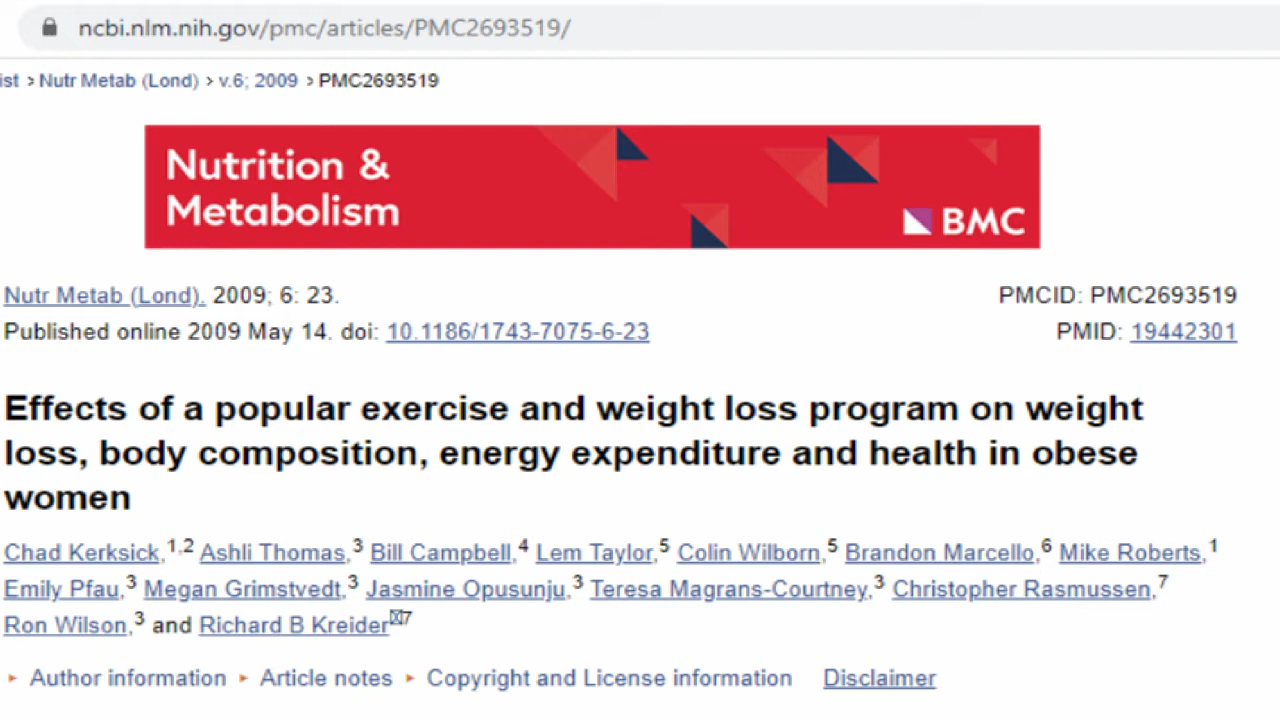 ncbi.nlm.nih.gov/pmc/articles/PMC2693519/
ist > Nutr Metab (Lond) > v.6; 2009 > PMC2693519
Nutrition &
Metabolism
BMC
Nutr Metab (Lond). 2009; 6: 23.
PMCID: PMC2693519
Published online 2009 May 14. doi: 10.1186/1743-7075-6-23
PMID: 19442301
Effects of a popular exercise and weight loss program on weight
loss, body composition, energy expenditure and health in obese
women
Chad Kerksick,1,2 Ashli Thomas,3 Bill Campbell,4 Lem Taylor,5 Colin Wilborn,5 Brandon Marcello,6 Mike Roberts,1
Emily Pfau,3 Megan Grimstvedt,3 Jasmine Opusunju,3 Teresa Magrans-Courtney,3 Christopher Rasmussen,7
Ron Wilson,3 and Richard B Kreider✉7
▸ Author information ▸ Article notes ▸ Copyright and License information Disclaimer